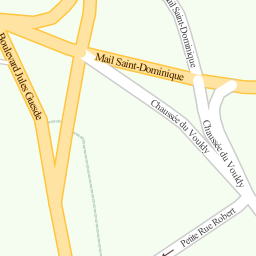 Mail Saint-Dominique
Mail Saint-Dominique
Boulevard Jules Guesde
Chaussée du Vouldy
Chaussée du Vouldy
Petite Rue Robert